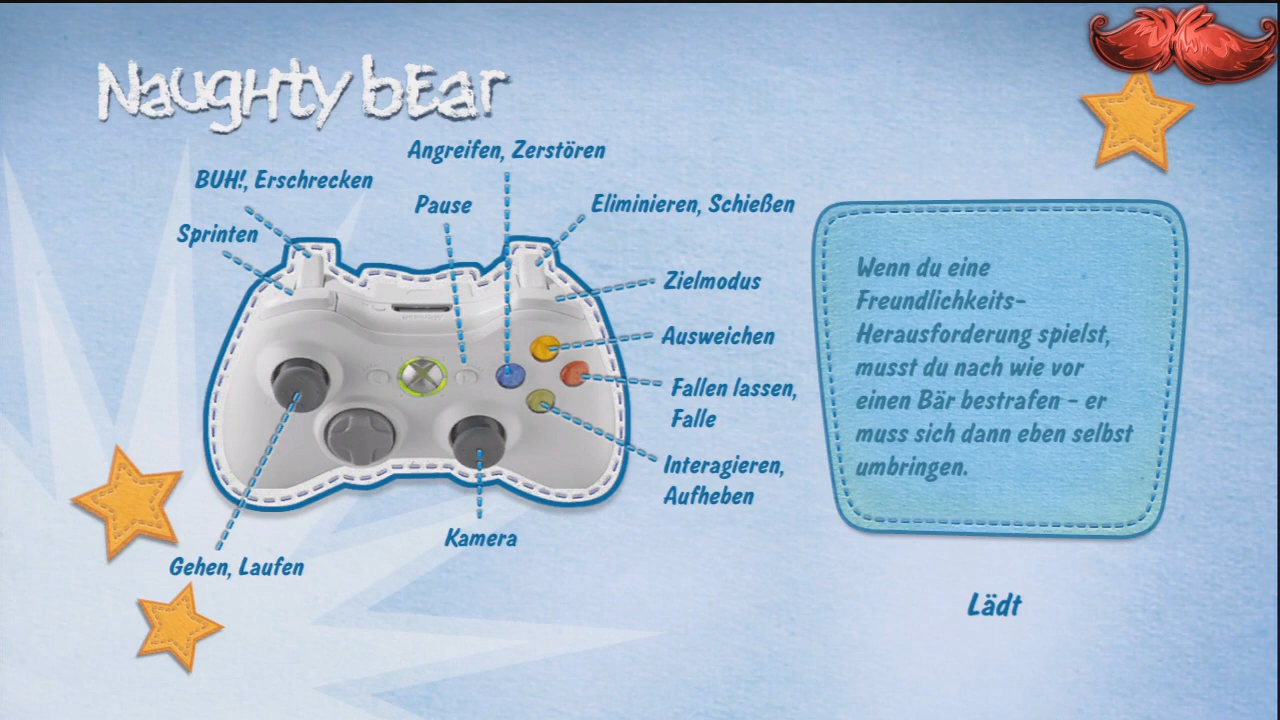 Naughty bEar
Angreifen, Zerstören
BUH!, Erschrecken
Pause
Eliminieren, Schießen
Sprinten
Zielmodus
Ausweichen
Fallen lassen,
Falle
Interagieren,
Aufheben
Kamera
Gehen, Laufen
Wenn du eine
Freundlichkeits-
Herausforderung spielst,
musst du nach wie vor
einen Bär bestrafen - er
muss sich dann eben selbst
umbringen.
Lädt